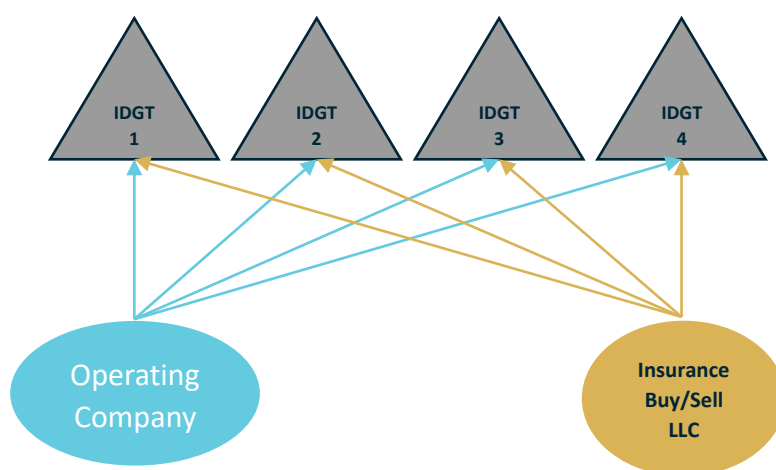 IDGT
1
IDGT
2
IDGT
3
IDGT
4
Operating
Company
Insurance
Buy/Sell
LLC